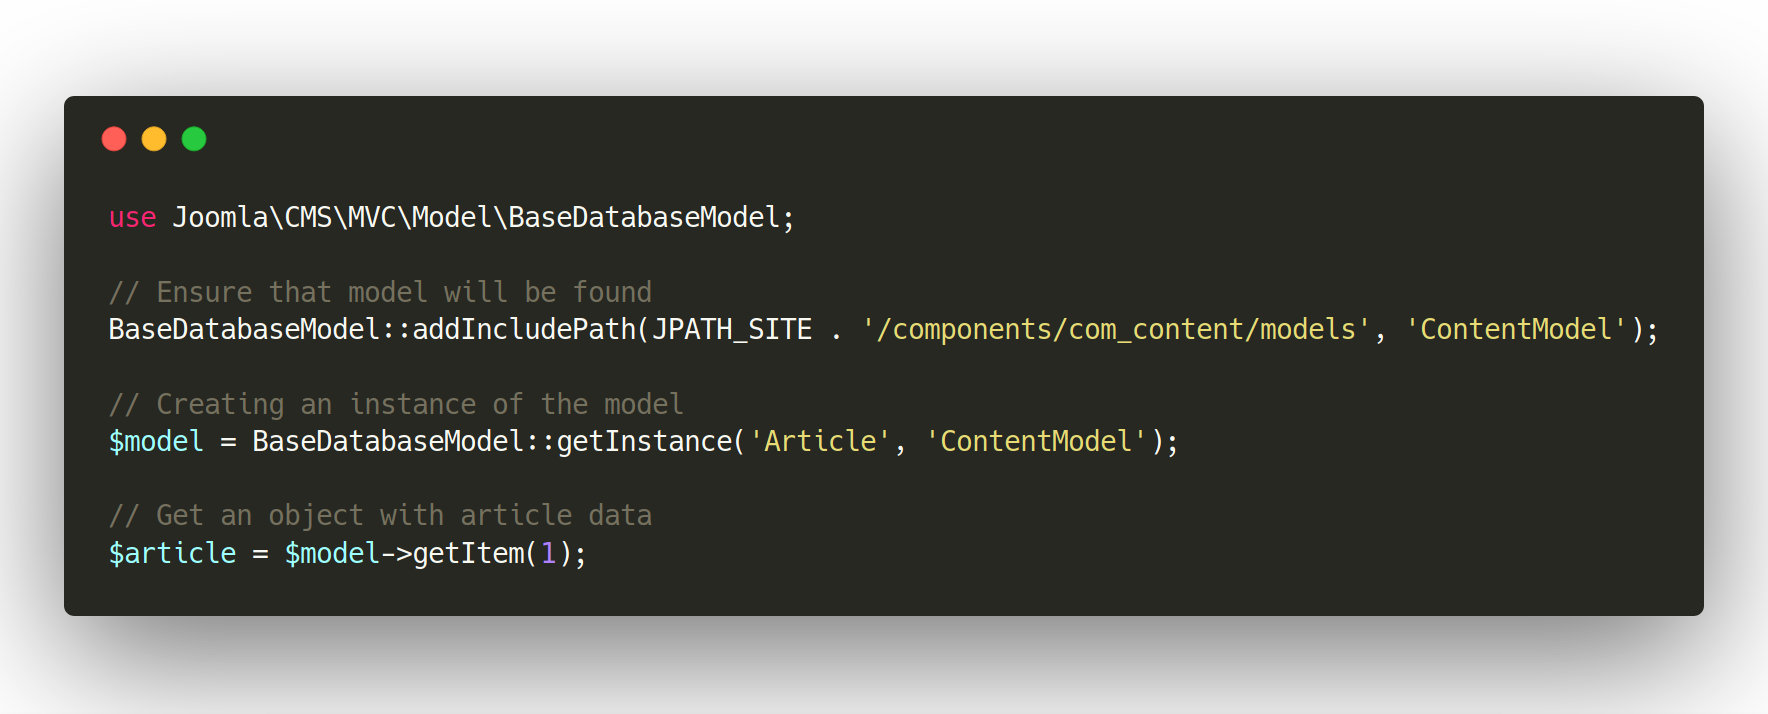 use Joomla\CMS\MVC\Model\BaseDatabaseModel;
// Ensure that model will be found
BaseDatabaseModel::addIncludePath(JPATH_SITE . '/components/com_content/models', 'ContentModel');
// Creating an instance of the model
$model = BaseDatabaseModel::getInstance('Article', 'ContentModel');
// Get an object with article data
$article = $model->getItem(1);